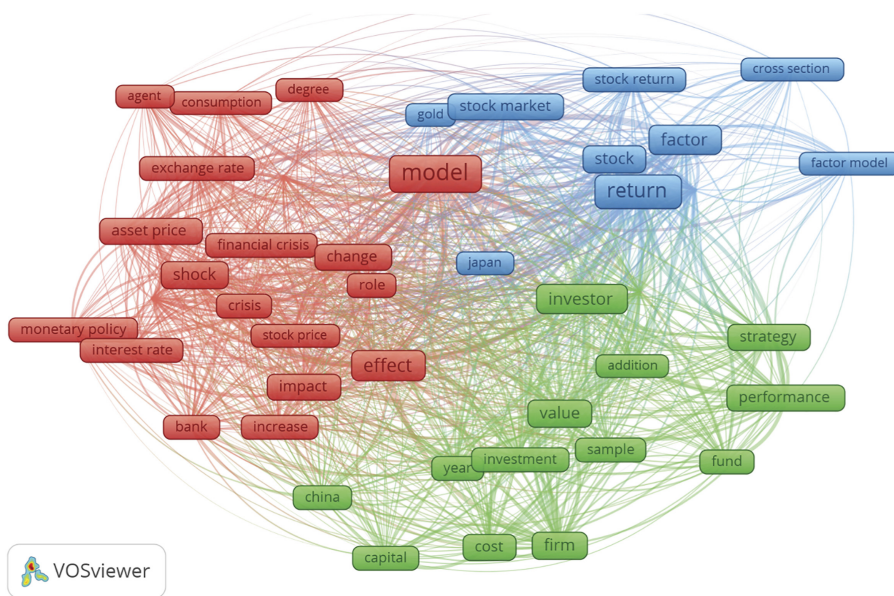 cross section
stock return
agent
consumption
degree
gold
stock market
factor
factor model
stock
exchange rate
model
return
asset price
financial crisis
change
japan
shock
role
crisis
investor
monetary policy
interest rate
stock price
strategy
effect
addition
impact
performance
value
bank
increase
sample
year
investment
fund
china
capital
cost
firm
VOSviewer